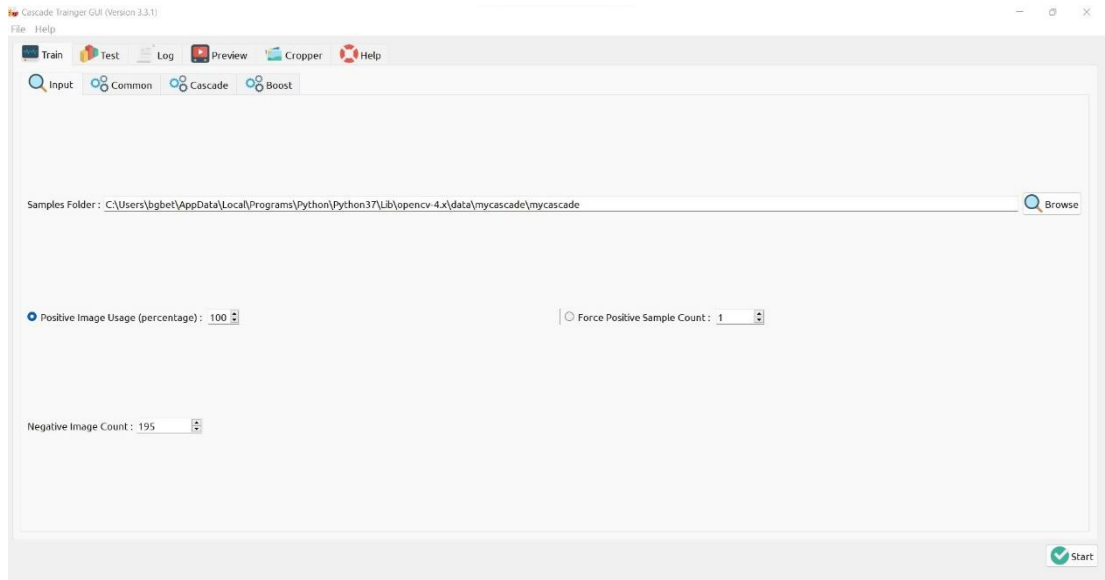 Cascade Trainger GUI (Version 3.3.1)
File Help
Train Test Log Preview Cropper Help
Input Common Cascade Boost
Samples Folder : C:\Users\bgbet\AppData\Local\Programs\Python\Python37\Lib\opencv-4.x\data\mycascade\mycascade Browse
Positive Image Usage (percentage) : 100 Force Positive Sample Count : 1
Negative Image Count : 195
Start